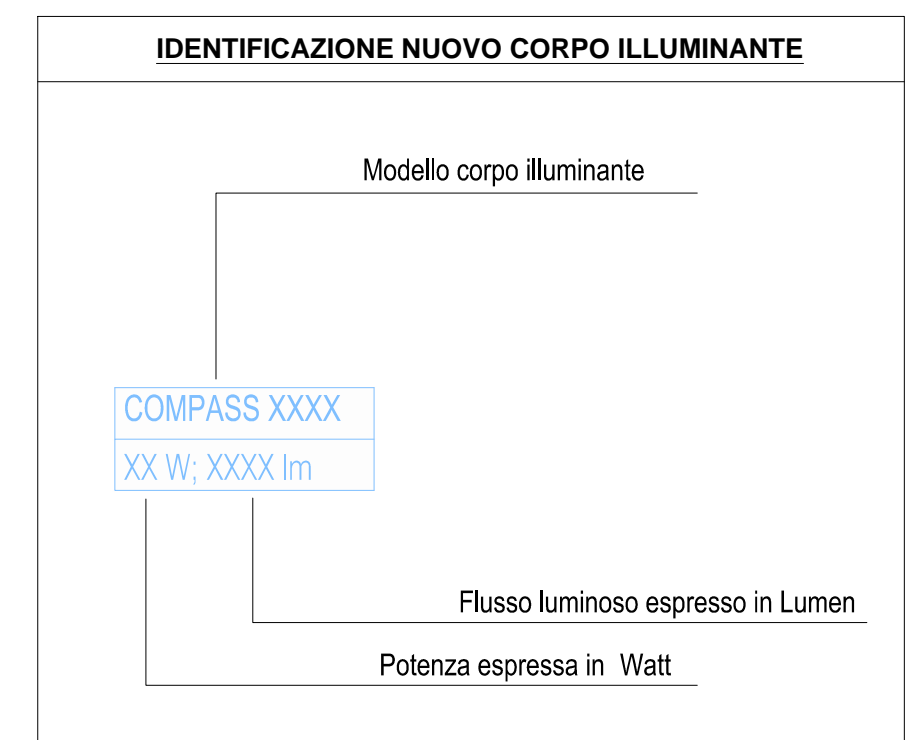 IDENTIFICAZIONE NUOVO CORPO ILLUMINANTE
Modello corpo illuminante
COMPASS XXXX
XX W; XXXX lm
Flusso luminoso espresso in Lumen
Potenza espressa in Watt